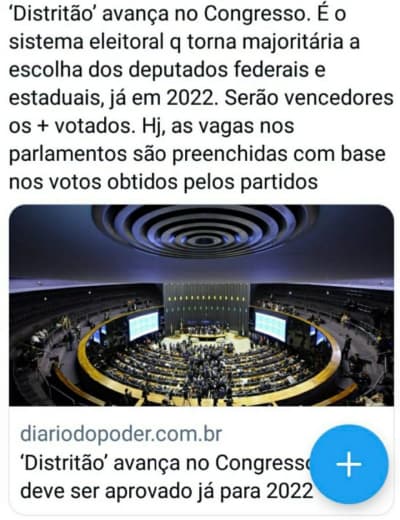 ‘Distritão’ avança no Congresso. É o
sistema eleitoral q torna majoritária a
escolha dos deputados federais e
estaduais, já em 2022. Serão vencedores
os + votados. Hj, as vagas nos
parlamentos são preenchidas com base
nos votos obtidos pelos partidos
diariodopoder.com.br
‘Distritão’ avança no Congresso
deve ser aprovado já para 2022
+